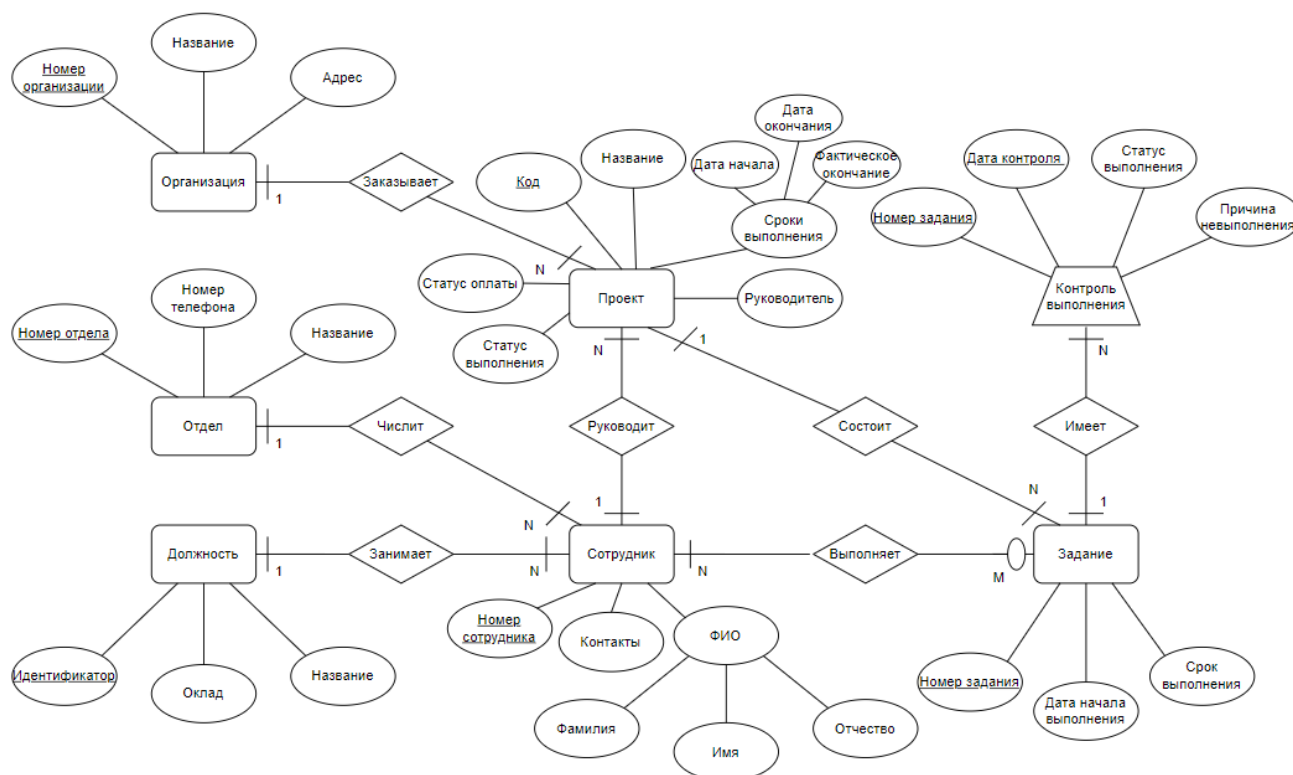 Название
Номер
организации
Адрес
Организация
1
Заказывает
N
Код
Название
Дата начала
Дата
окончания
Фактическое
окончание
Сроки
выполнения
Статус оплаты
Проект
Руководитель
Статус
выполнения
N
1
Дата контроля
Статус
выполнения
Номер задания
Причина
невыполнения
Контроль
выполнения
N
Номер
телефона
Номер отдела
Название
Отдел
1
Числит
N
Руководит
1
Состоит
N
Имеет
1
Должность
1
Занимает
N
Сотрудник
N
Выполняет
M
Задание
Номер
сотрудника
Контакты
ФИО
Идентификатор
Оклад
Название
Фамилия
Имя
Отчество
Номер задания
Дата начала
выполнения
Срок
выполнения